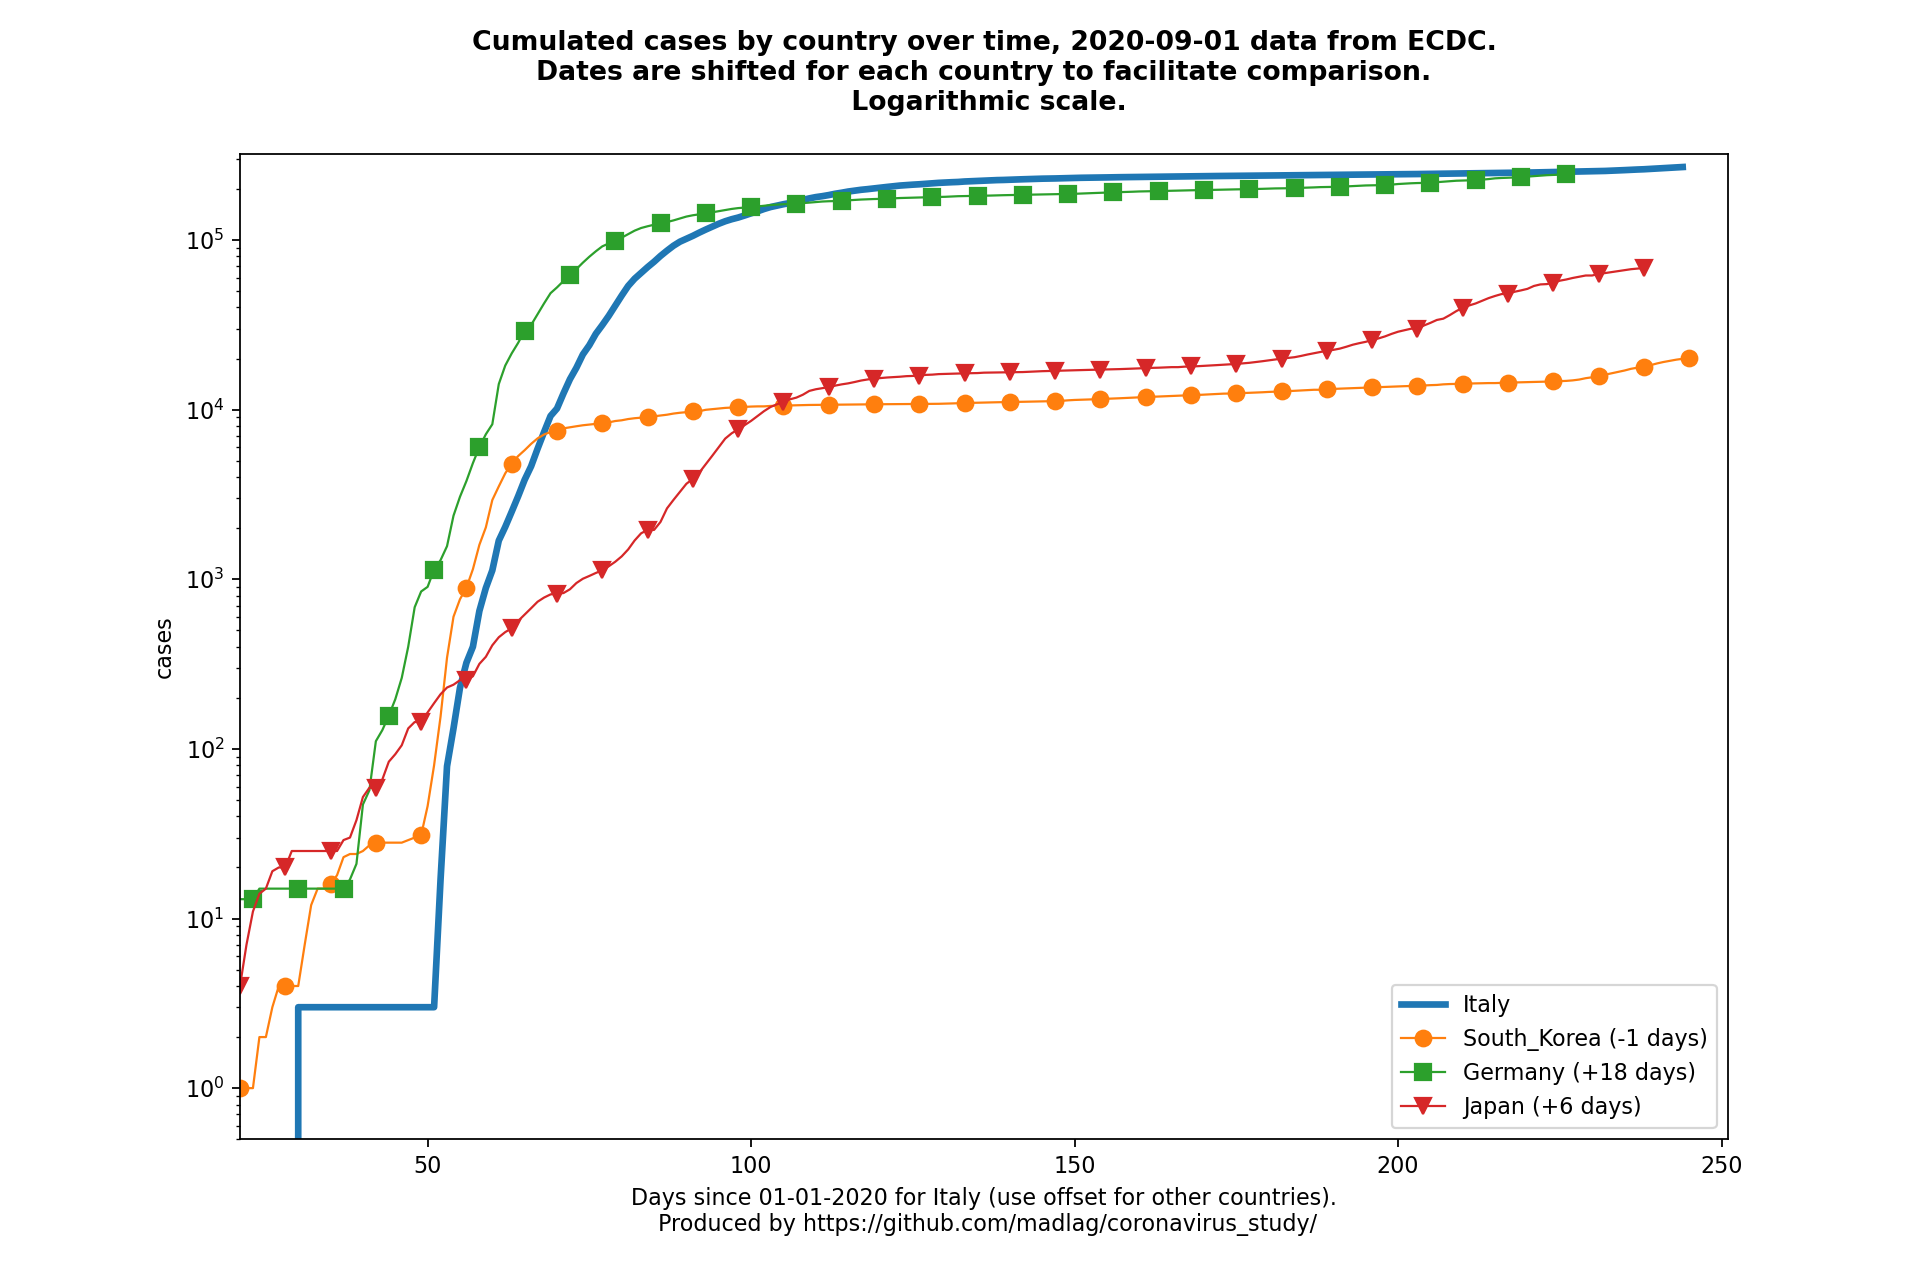 Cumulated cases by country over time, 2020-09-01 data from ECDC.
Dates are shifted for each country to facilitate comparison.
Logarithmic scale.
10^5
10^4
10^3
10^2
10^1
10^0
cases
50
100
150
200
250
Italy
South_Korea (-1 days)
Germany (+18 days)
Japan (+6 days)
Days since 01-01-2020 for Italy (use offset for other countries).
Produced by https://github.com/madlag/coronavirus_study/